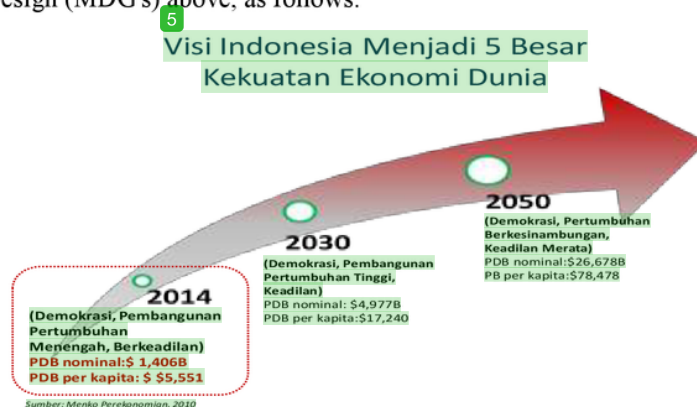 esign (MDG's) above, as follows:
5
Visi Indonesia Menjadi 5 Besar
Kekuatan Ekonomi Dunia
2050
(Demokrasi, Pertumbuhan
Berkesinambungan,
Keadilan Merata)
PDB nominal:$26,678B
PB per kapita:$78,478
2030
(Demokrasi, Pembangunan
Pertumbuhan Tinggi,
Keadilan)
PDB nominal: $4,977B
PDB per kapita:$17,240
2014
(Demokrasi, Pembangunan
Pertumbuhan
Menengah, Berkeadilan)
PDB nominal:$ 1,406B
PDB per kapita: $ $5,551
Sumber: Menko Perekonomian, 2010